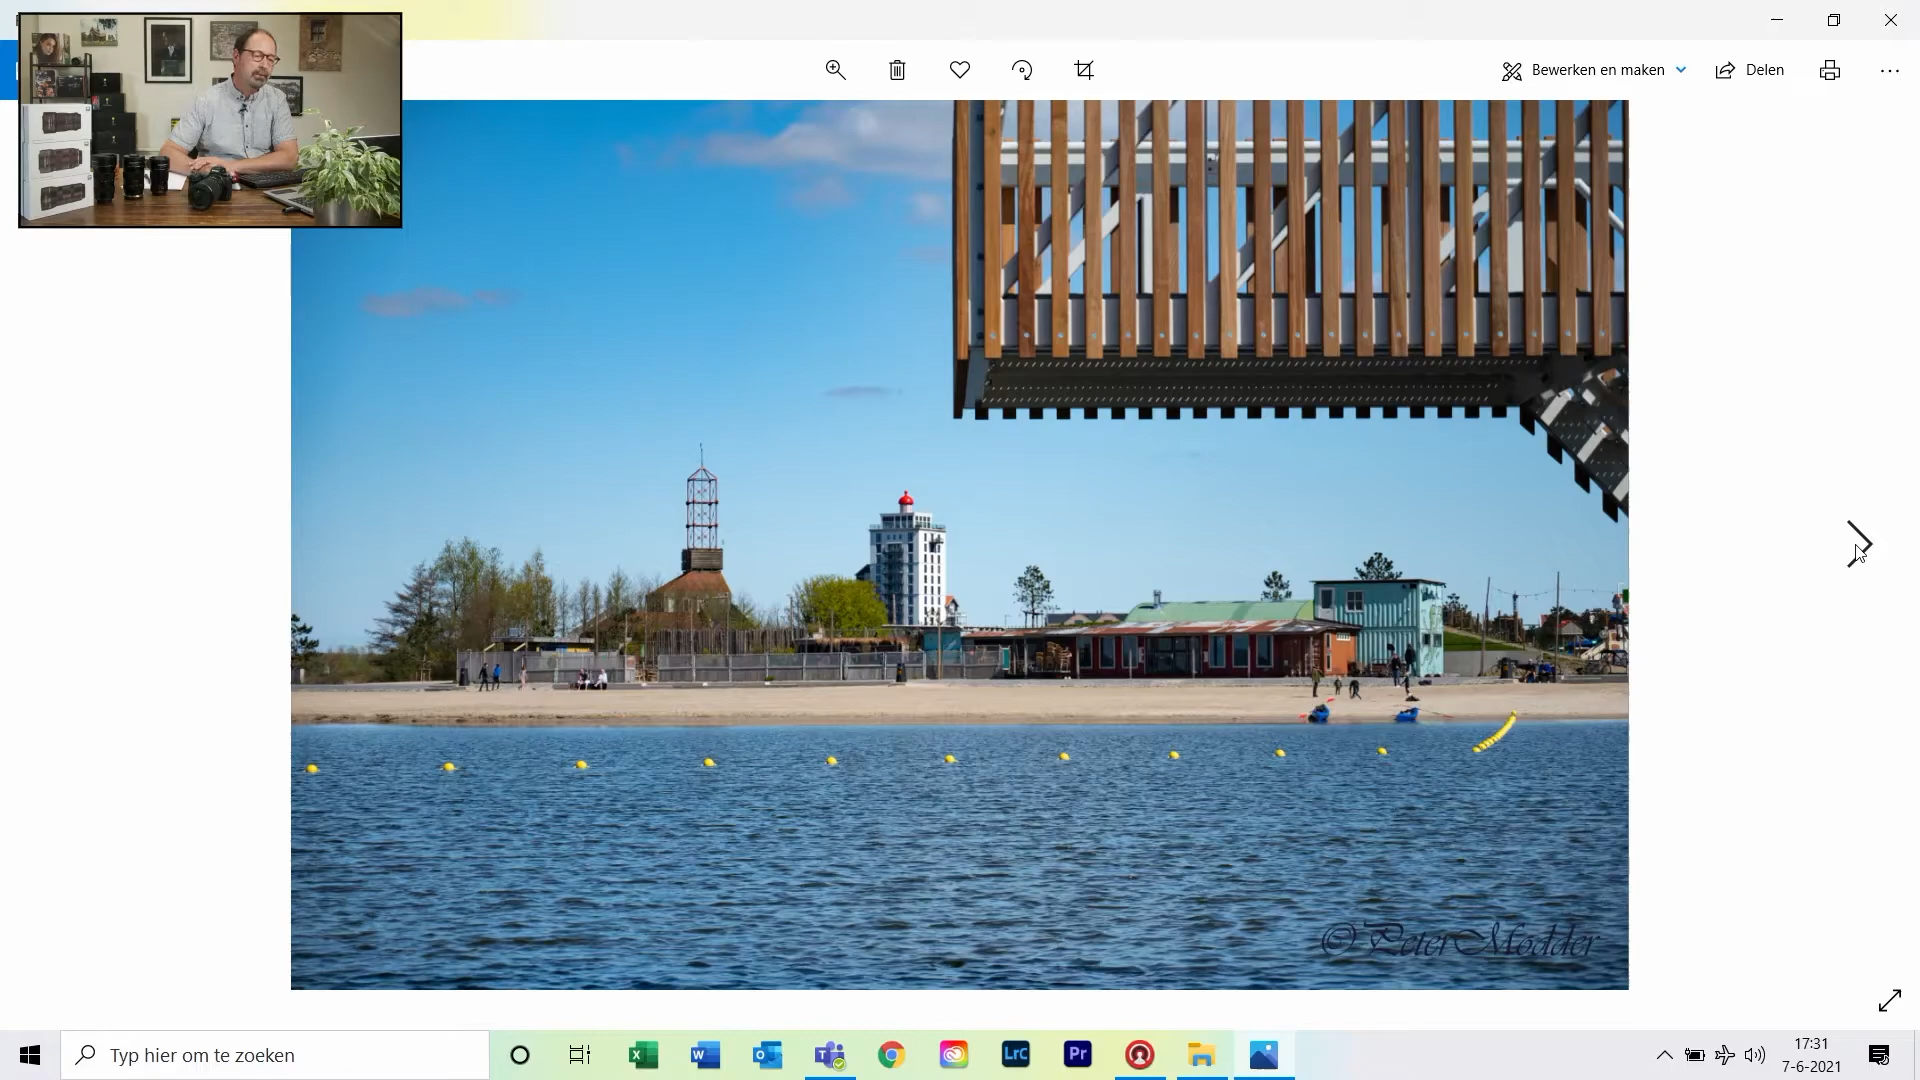 Bewerken en maken
Delen
©PeterModder
Typ hier om te zoeken
LrC
Pr
17:31
7-6-2021